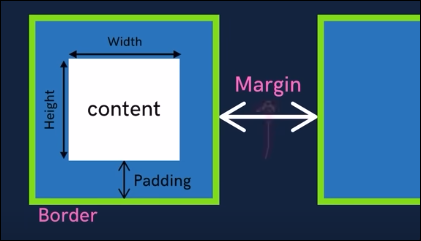 Width
Height
content
Margin
Padding
Border